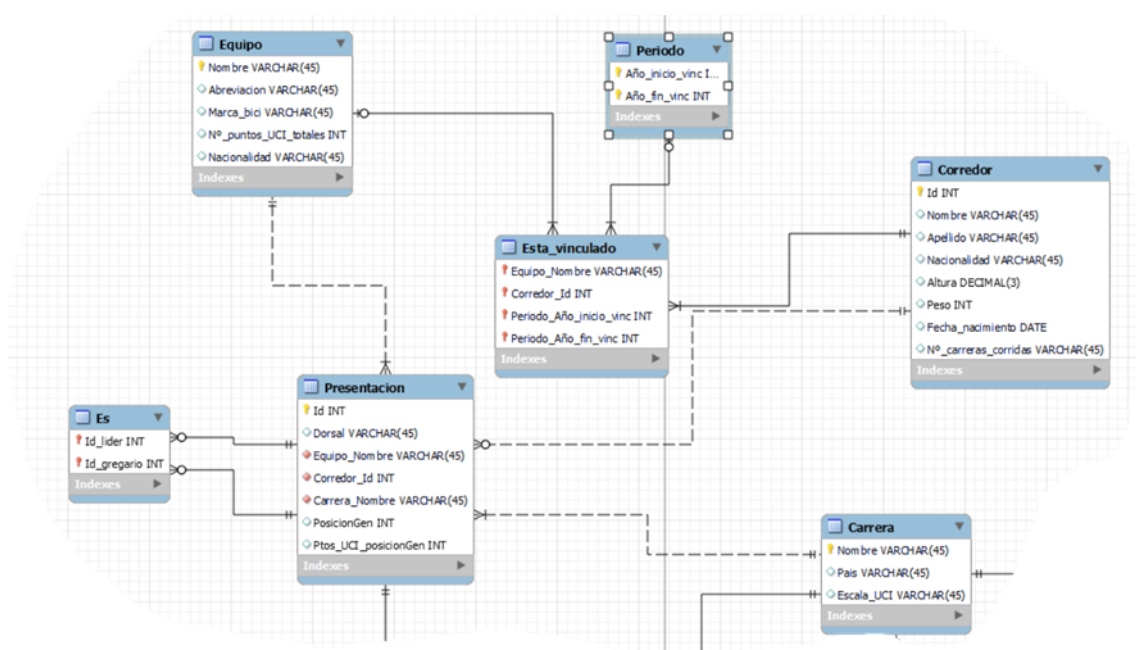 Equipo
Nombre VARCHAR(45)
Abreviacion VARCHAR(45)
Marca_bici VARCHAR(45)
Nº_puntos_UCI_totales INT
Nacionalidad VARCHAR(45)
Indexes
Periodo
Año_inicio_vinc I...
Año_fin_vinc INT
Indexes
Corredor
Id INT
Nombre VARCHAR(45)
Apellido VARCHAR(45)
Nacionalidad VARCHAR(45)
Altura DECIMAL(3)
Peso INT
Fecha_nacimiento DATE
Nº_carreras_corridas VARCHAR(45)
Indexes
Esta_vinculado
Equipo_Nombre VARCHAR(45)
Corredor_Id INT
Periodo_Año_inicio_vinc INT
Periodo_Año_fin_vinc INT
Indexes
Presentacion
Id INT
Dorsal VARCHAR(45)
Equipo_Nombre VARCHAR(45)
Corredor_Id INT
Carrera_Nombre VARCHAR(45)
PosicionGen INT
Ptos_UCI_posicionGen INT
Indexes
Es
Id_lider INT
Id_gregario INT
Indexes
Carrera
Nombre VARCHAR(45)
Pais VARCHAR(45)
Escala_UCI VARCHAR(45)
Indexes